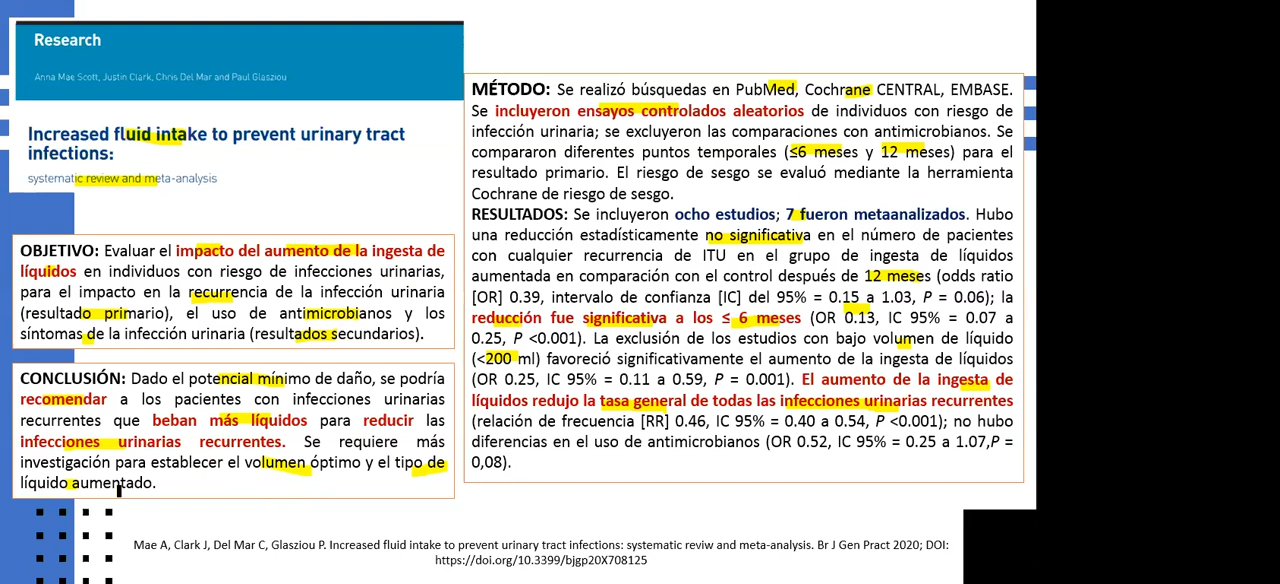 Research
Anna Mae Scott, Justin Clark, Chris Del Mar and Paul Glasziou
Increased fluid intake to prevent urinary tract
infections:
systematic review and meta-analysis
OBJETIVO: Evaluar el impacto del aumento de la ingesta de
líquidos en individuos con riesgo de infecciones urinarias,
para el impacto en la recurrencia de la infección urinaria
(resultado primario), el uso de antimicrobianos y los
síntomas de la infección urinaria (resultados secundarios).
CONCLUSIÓN: Dado el potencial mínimo de daño, se podría
recomendar a los pacientes con infecciones urinarias
recurrentes que beban más líquidos para reducir las
infecciones urinarias recurrentes. Se requiere más
investigación para establecer el volumen óptimo y el tipo de
líquido aumentado.
MÉTODO: Se realizó búsquedas en PubMed, Cochrane CENTRAL, EMBASE.
Se incluyeron ensayos controlados aleatorios de individuos con riesgo de
infección urinaria; se excluyeron las comparaciones con antimicrobianos. Se
compararon diferentes puntos temporales (≤6 meses y 12 meses) para el
resultado primario. El riesgo de sesgo se evaluó mediante la herramienta
Cochrane de riesgo de sesgo.
RESULTADOS: Se incluyeron ocho estudios; 7 fueron metaanalizados. Hubo
una reducción estadísticamente no significativa en el número de pacientes
con cualquier recurrencia de ITU en el grupo de ingesta de líquidos
aumentada en comparación con el control después de 12 meses (odds ratio
[OR] 0.39, intervalo de confianza [IC] del 95% = 0.15 a 1.03, P = 0.06); la
reducción fue significativa a los ≤ 6 meses (OR 0.13, IC 95% = 0.07 a
0.25, P <0.001). La exclusión de los estudios con bajo volumen de líquido
(<200 ml) favoreció significativamente el aumento de la ingesta de líquidos
(OR 0.25, IC 95% = 0.11 a 0.59, P = 0.001). El aumento de la ingesta de
líquidos redujo la tasa general de todas las infecciones urinarias recurrentes
(relación de frecuencia [RR] 0.46, IC 95% = 0.40 a 0.54, P <0.001); no hubo
diferencias en el uso de antimicrobianos (OR 0.52, IC 95% = 0.25 a 1.07,P =
0,08).
Mae A, Clark J, Del Mar C, Glasziou P. Increased fluid intake to prevent urinary tract infections: systematic reviw and meta-analysis. Br J Gen Pract 2020; DOI:
https://doi.org/10.3399/bjgp20X708125